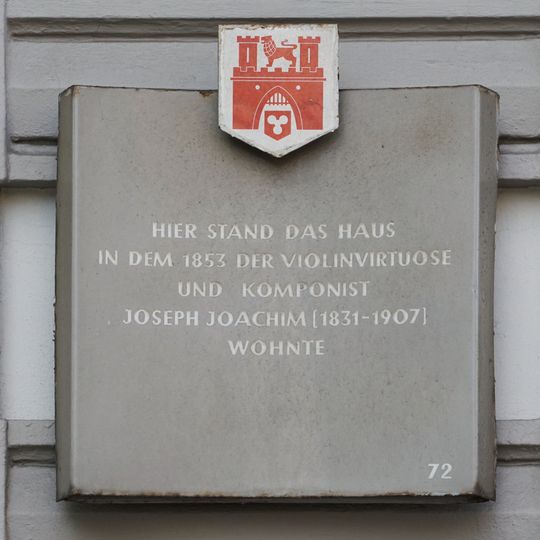 HIER STAND DAS HAUS
IN DEM 1853 DER VIOLINVIRTUOSE
UND KOMPONIST
JOSEPH JOACHIM (1831-1907)
WOHNTE
72